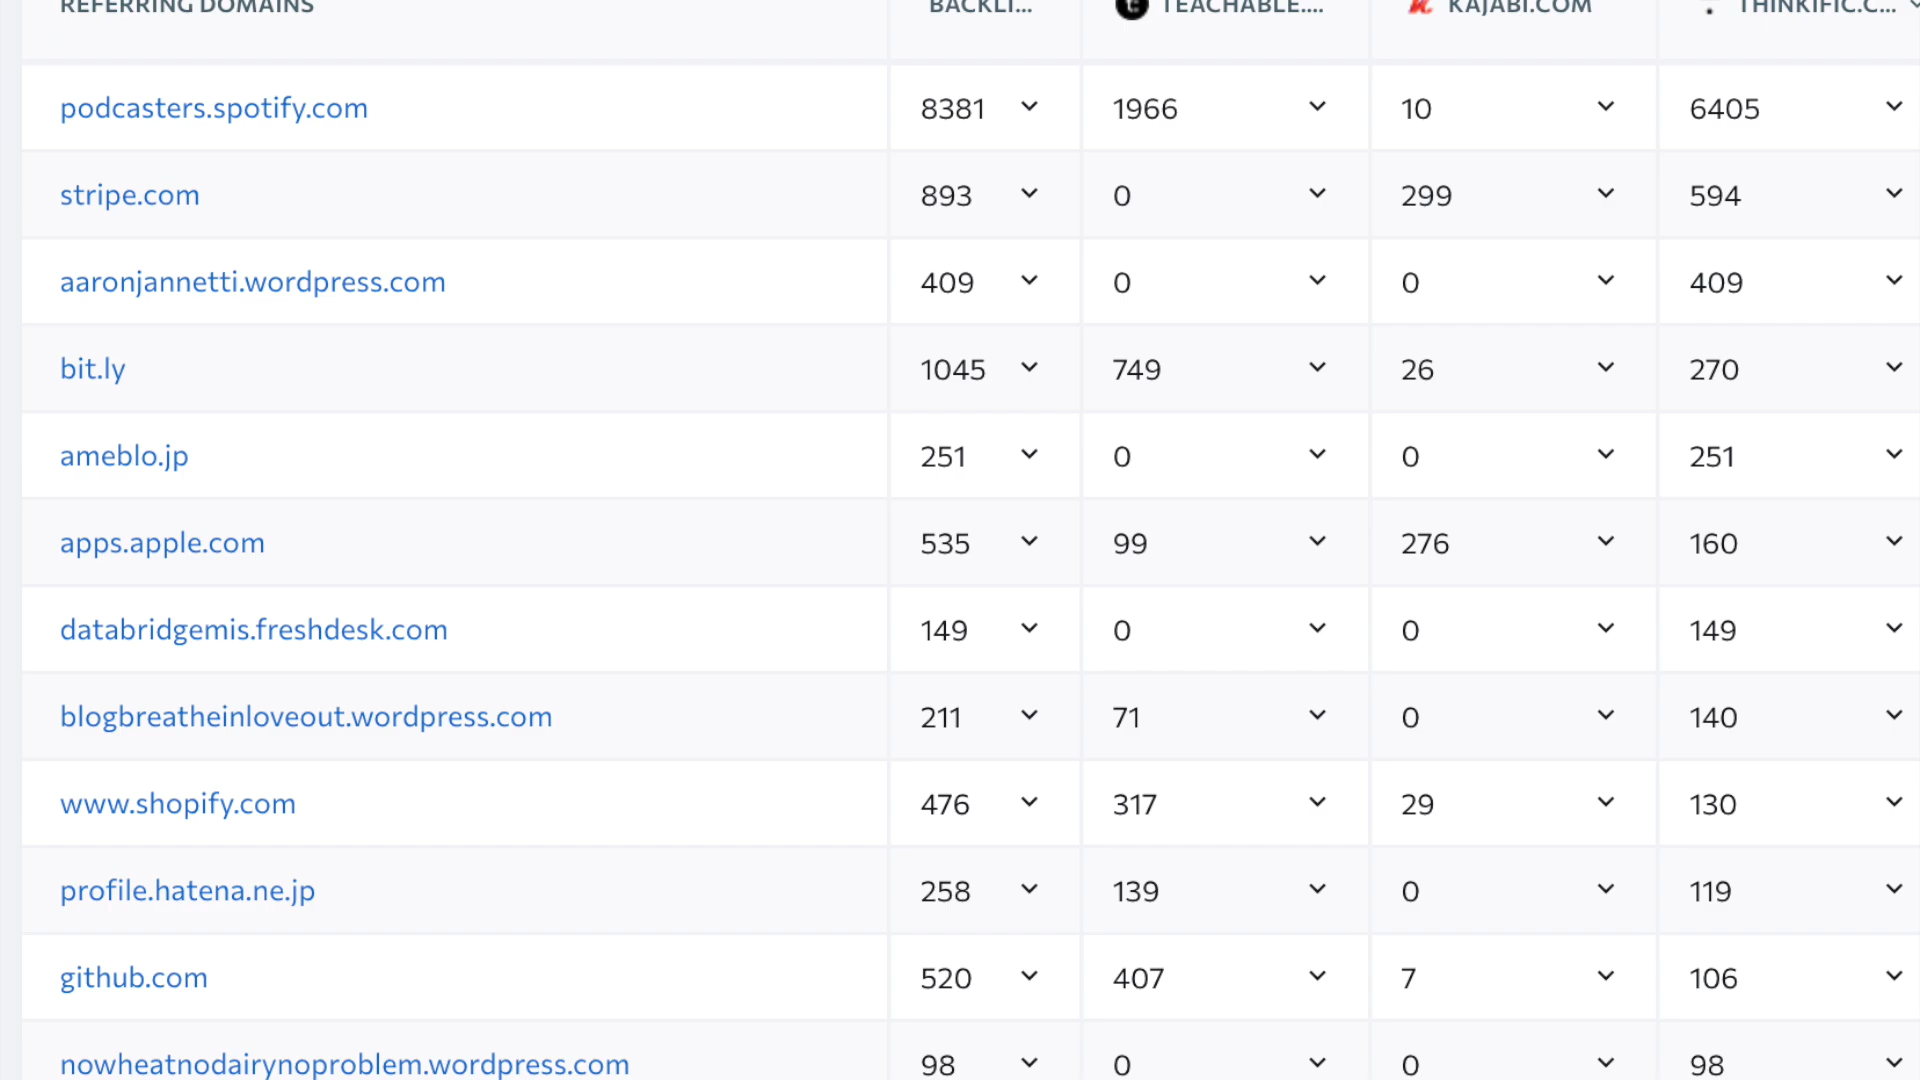 REFERRING DOMAINS BACKLI... TEACHABLE.... KAJABI.COM THINKIFIC.C...
podcasters.spotify.com 8381 1966 10 6405
stripe.com 893 0 299 594
aaronjannetti.wordpress.com 409 0 0 409
bit.ly 1045 749 26 270
ameblo.jp 251 0 0 251
apps.apple.com 535 99 276 160
databridgemis.freshdesk.com 149 0 0 149
blogbreatheinloveout.wordpress.com 211 71 0 140
www.shopify.com 476 317 29 130
profile.hatena.ne.jp 258 139 0 119
github.com 520 407 7 106
nowheatnodairynoproblem.wordpress.com 98 0 0 98